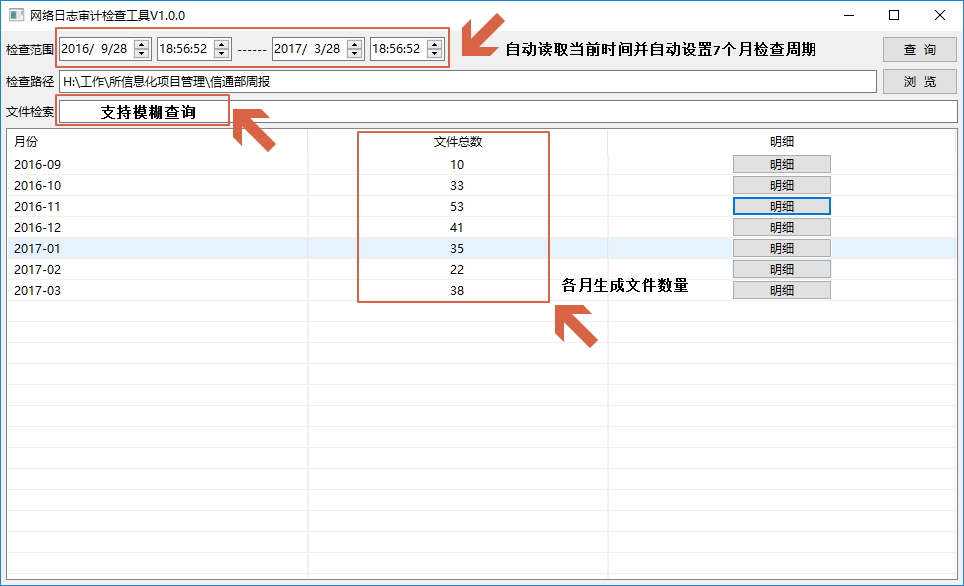 网络日志审计检查工具V1.0.0
检查范围 2016/ 9/28 18:56:52 ------ 2017/ 3/28 18:56:52 自动读取当前时间并自动设置7个月检查周期 查 询
检查路径 H:\工作\所信息化项目管理\信通部周报 浏 览
文件检索 支持模糊查询
月份 文件总数 明细
2016-09 10 明细
2016-10 33 明细
2016-11 53 明细
2016-12 41 明细
2017-01 35 明细
2017-02 22 明细
2017-03 38 明细
各月生成文件数量